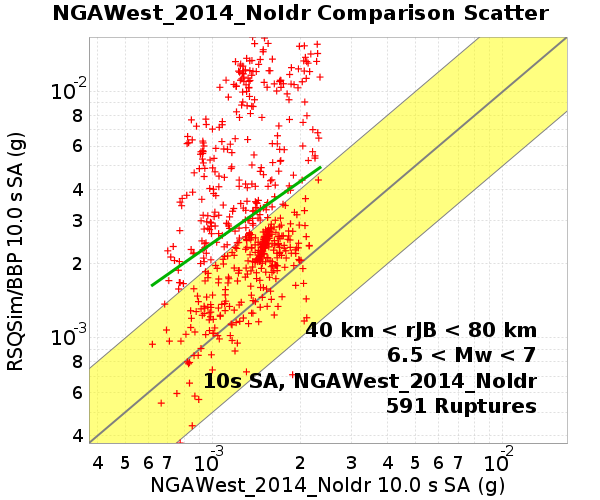 NGAWest_2014_NoIdr Comparison Scatter
RSQSim/BBP 10.0 s SA (g)
10-2
8
6
4
3
2
10-3
8
6
4
40 km < rJB < 80 km
6.5 < Mw < 7
10s SA, NGAWest_2014_NoIdr
591 Ruptures
4 5 6 7 10-3 2 3 4 5 6 7 10-2
NGAWest_2014_NoIdr 10.0 s SA (g)